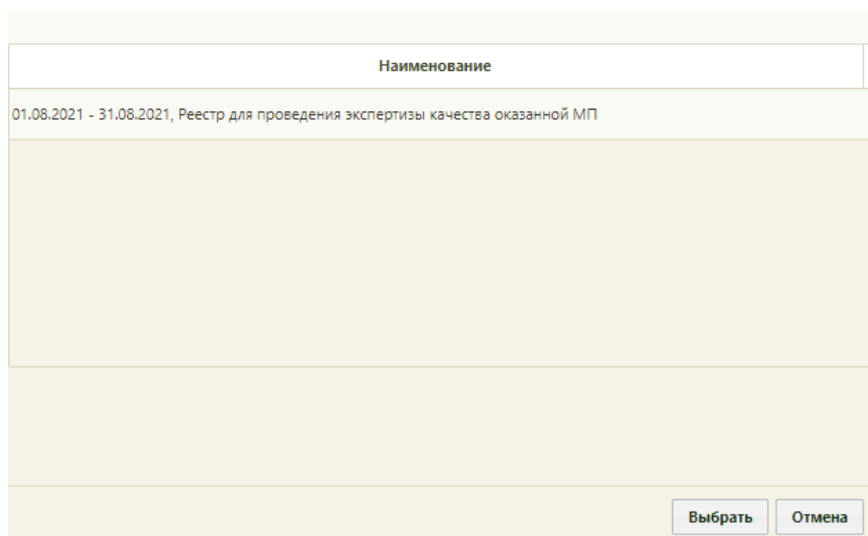 Наименование
01.08.2021 - 31.08.2021, Реестр для проведения экспертизы качества оказанной МП
Выбрать Отмена